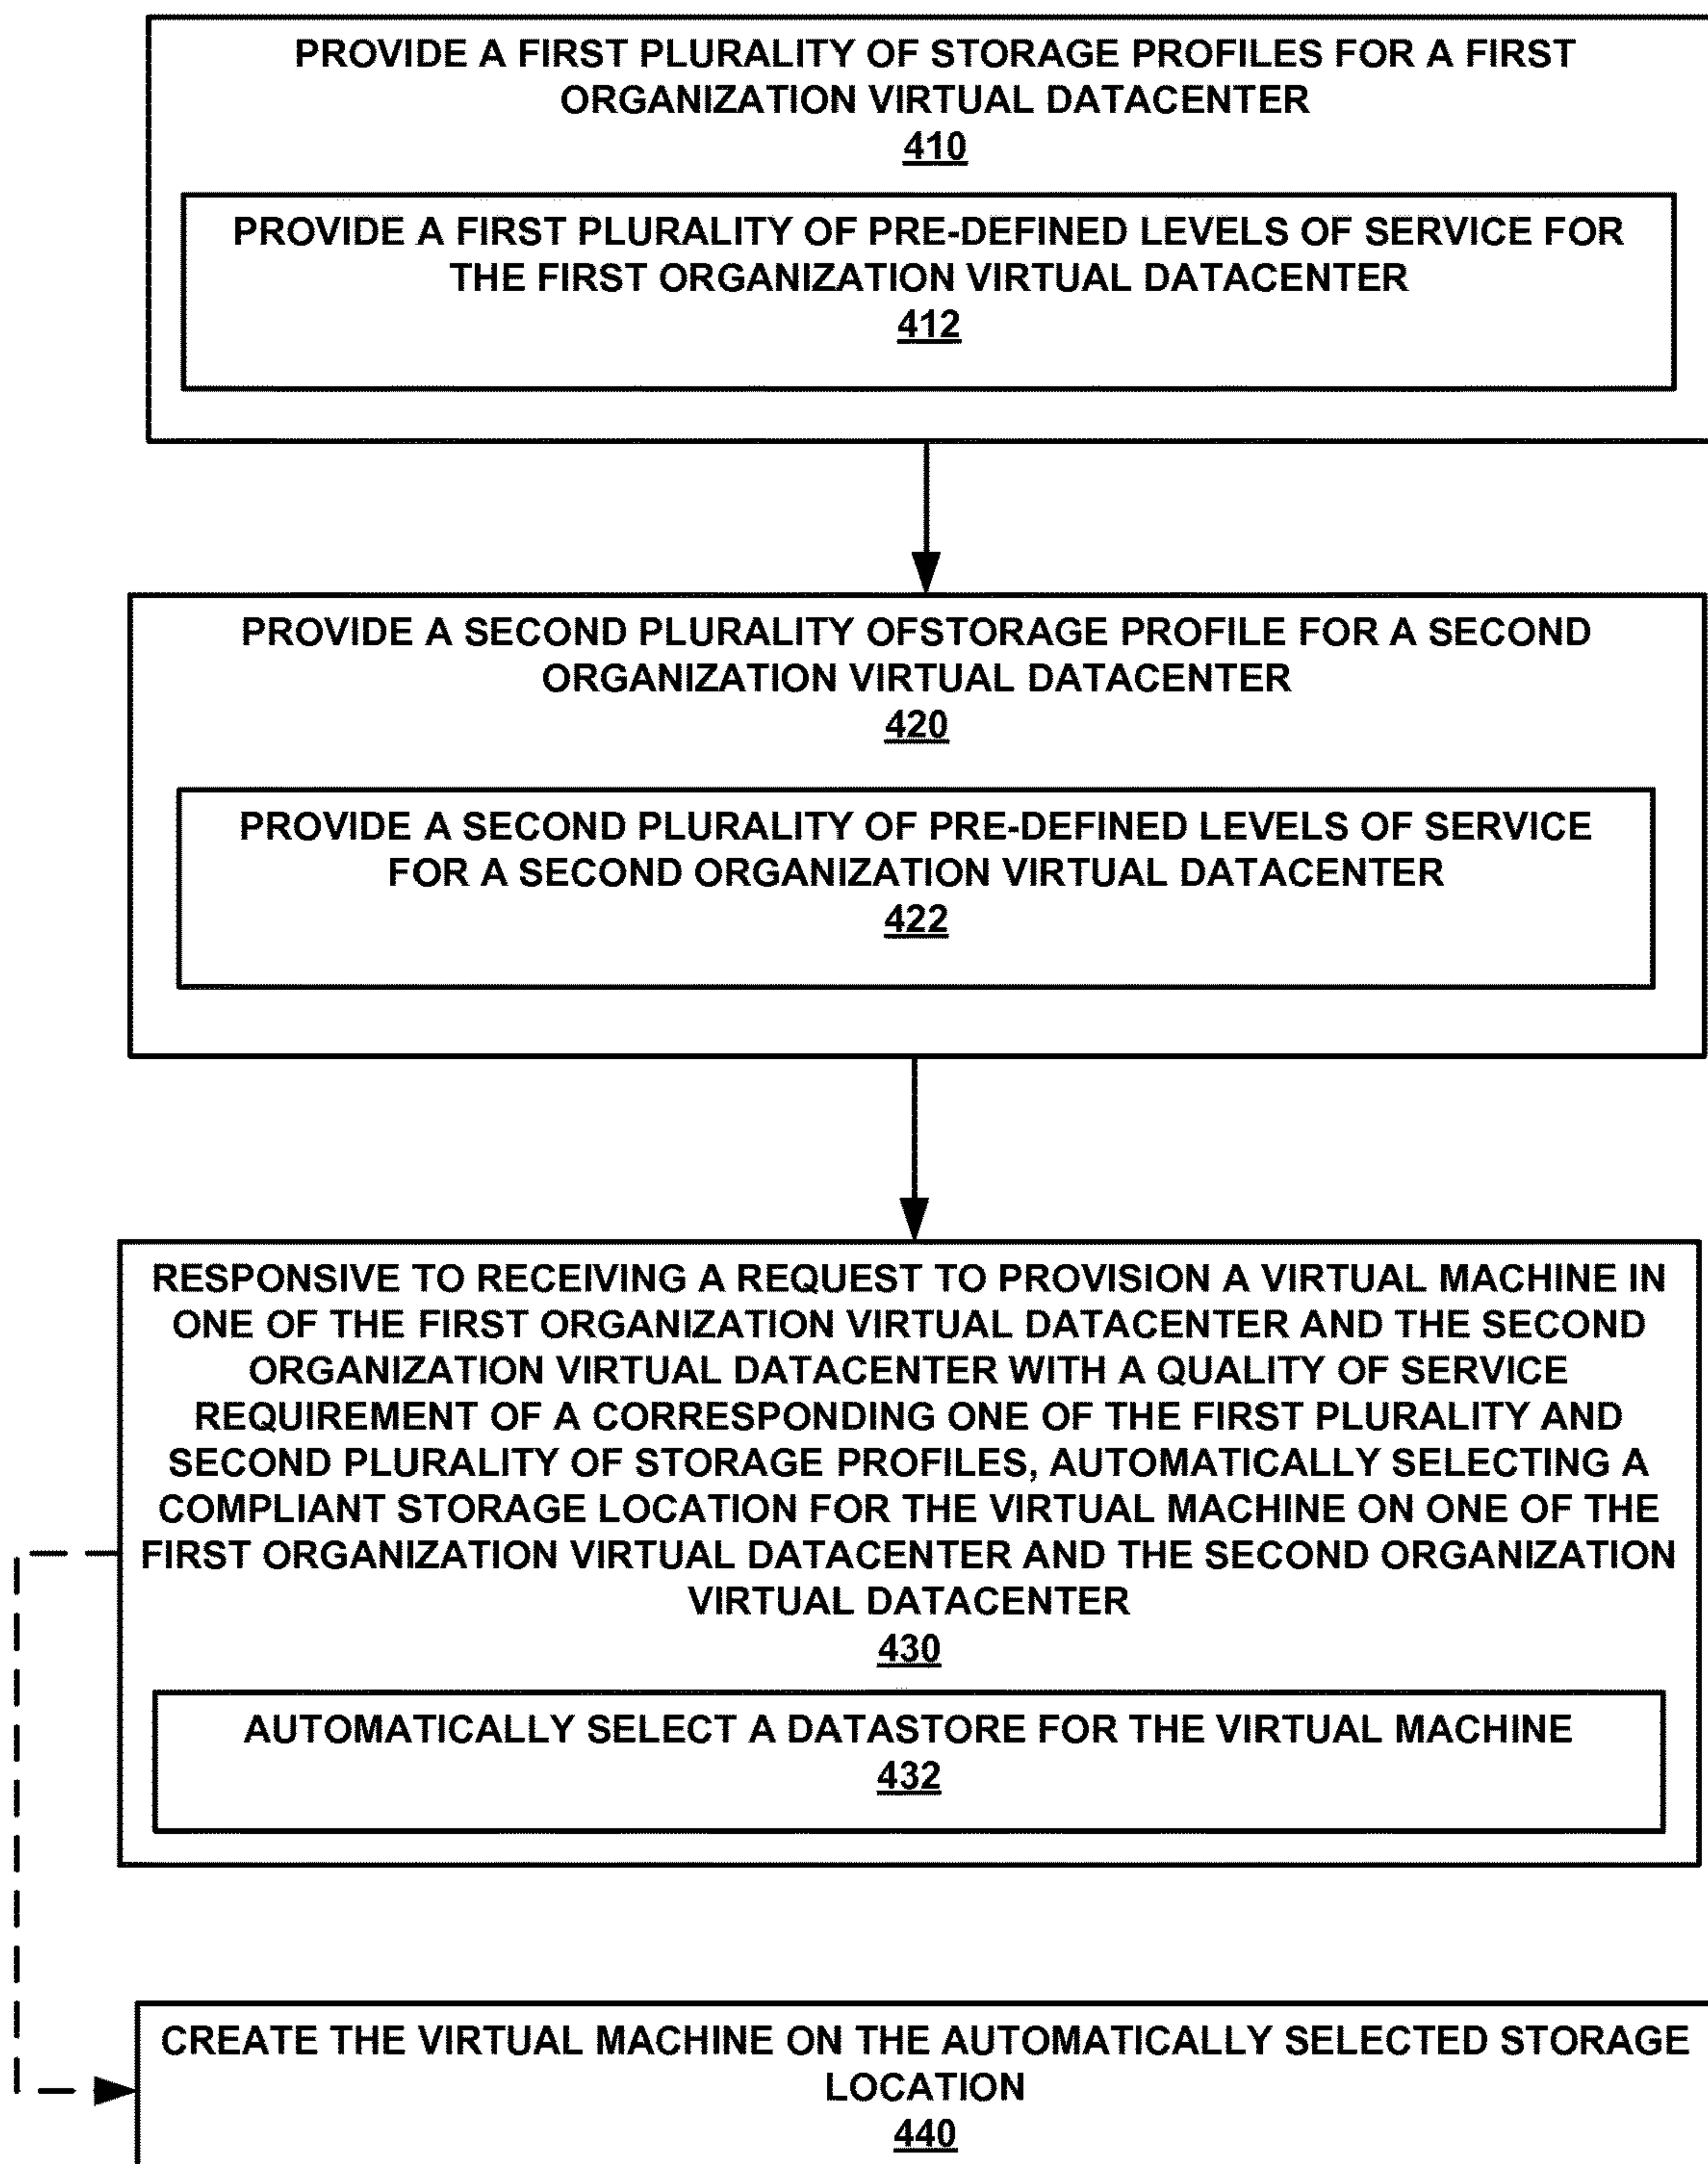 PROVIDE A FIRST PLURALITY OF STORAGE PROFILES FOR A FIRST
ORGANIZATION VIRTUAL DATACENTER
410
PROVIDE A FIRST PLURALITY OF PRE-DEFINED LEVELS OF SERVICE FOR
THE FIRST ORGANIZATION VIRTUAL DATACENTER
412
PROVIDE A SECOND PLURALITY OFSTORAGE PROFILE FOR A SECOND
ORGANIZATION VIRTUAL DATACENTER
420
PROVIDE A SECOND PLURALITY OF PRE-DEFINED LEVELS OF SERVICE
FOR A SECOND ORGANIZATION VIRTUAL DATACENTER
422
RESPONSIVE TO RECEIVING A REQUEST TO PROVISION A VIRTUAL MACHINE IN
ONE OF THE FIRST ORGANIZATION VIRTUAL DATACENTER AND THE SECOND
ORGANIZATION VIRTUAL DATACENTER WITH A QUALITY OF SERVICE
REQUIREMENT OF A CORRESPONDING ONE OF THE FIRST PLURALITY AND
SECOND PLURALITY OF STORAGE PROFILES, AUTOMATICALLY SELECTING A
COMPLIANT STORAGE LOCATION FOR THE VIRTUAL MACHINE ON ONE OF THE
FIRST ORGANIZATION VIRTUAL DATACENTER AND THE SECOND ORGANIZATION
VIRTUAL DATACENTER
430
AUTOMATICALLY SELECT A DATASTORE FOR THE VIRTUAL MACHINE
432
CREATE THE VIRTUAL MACHINE ON THE AUTOMATICALLY SELECTED STORAGE
LOCATION
440